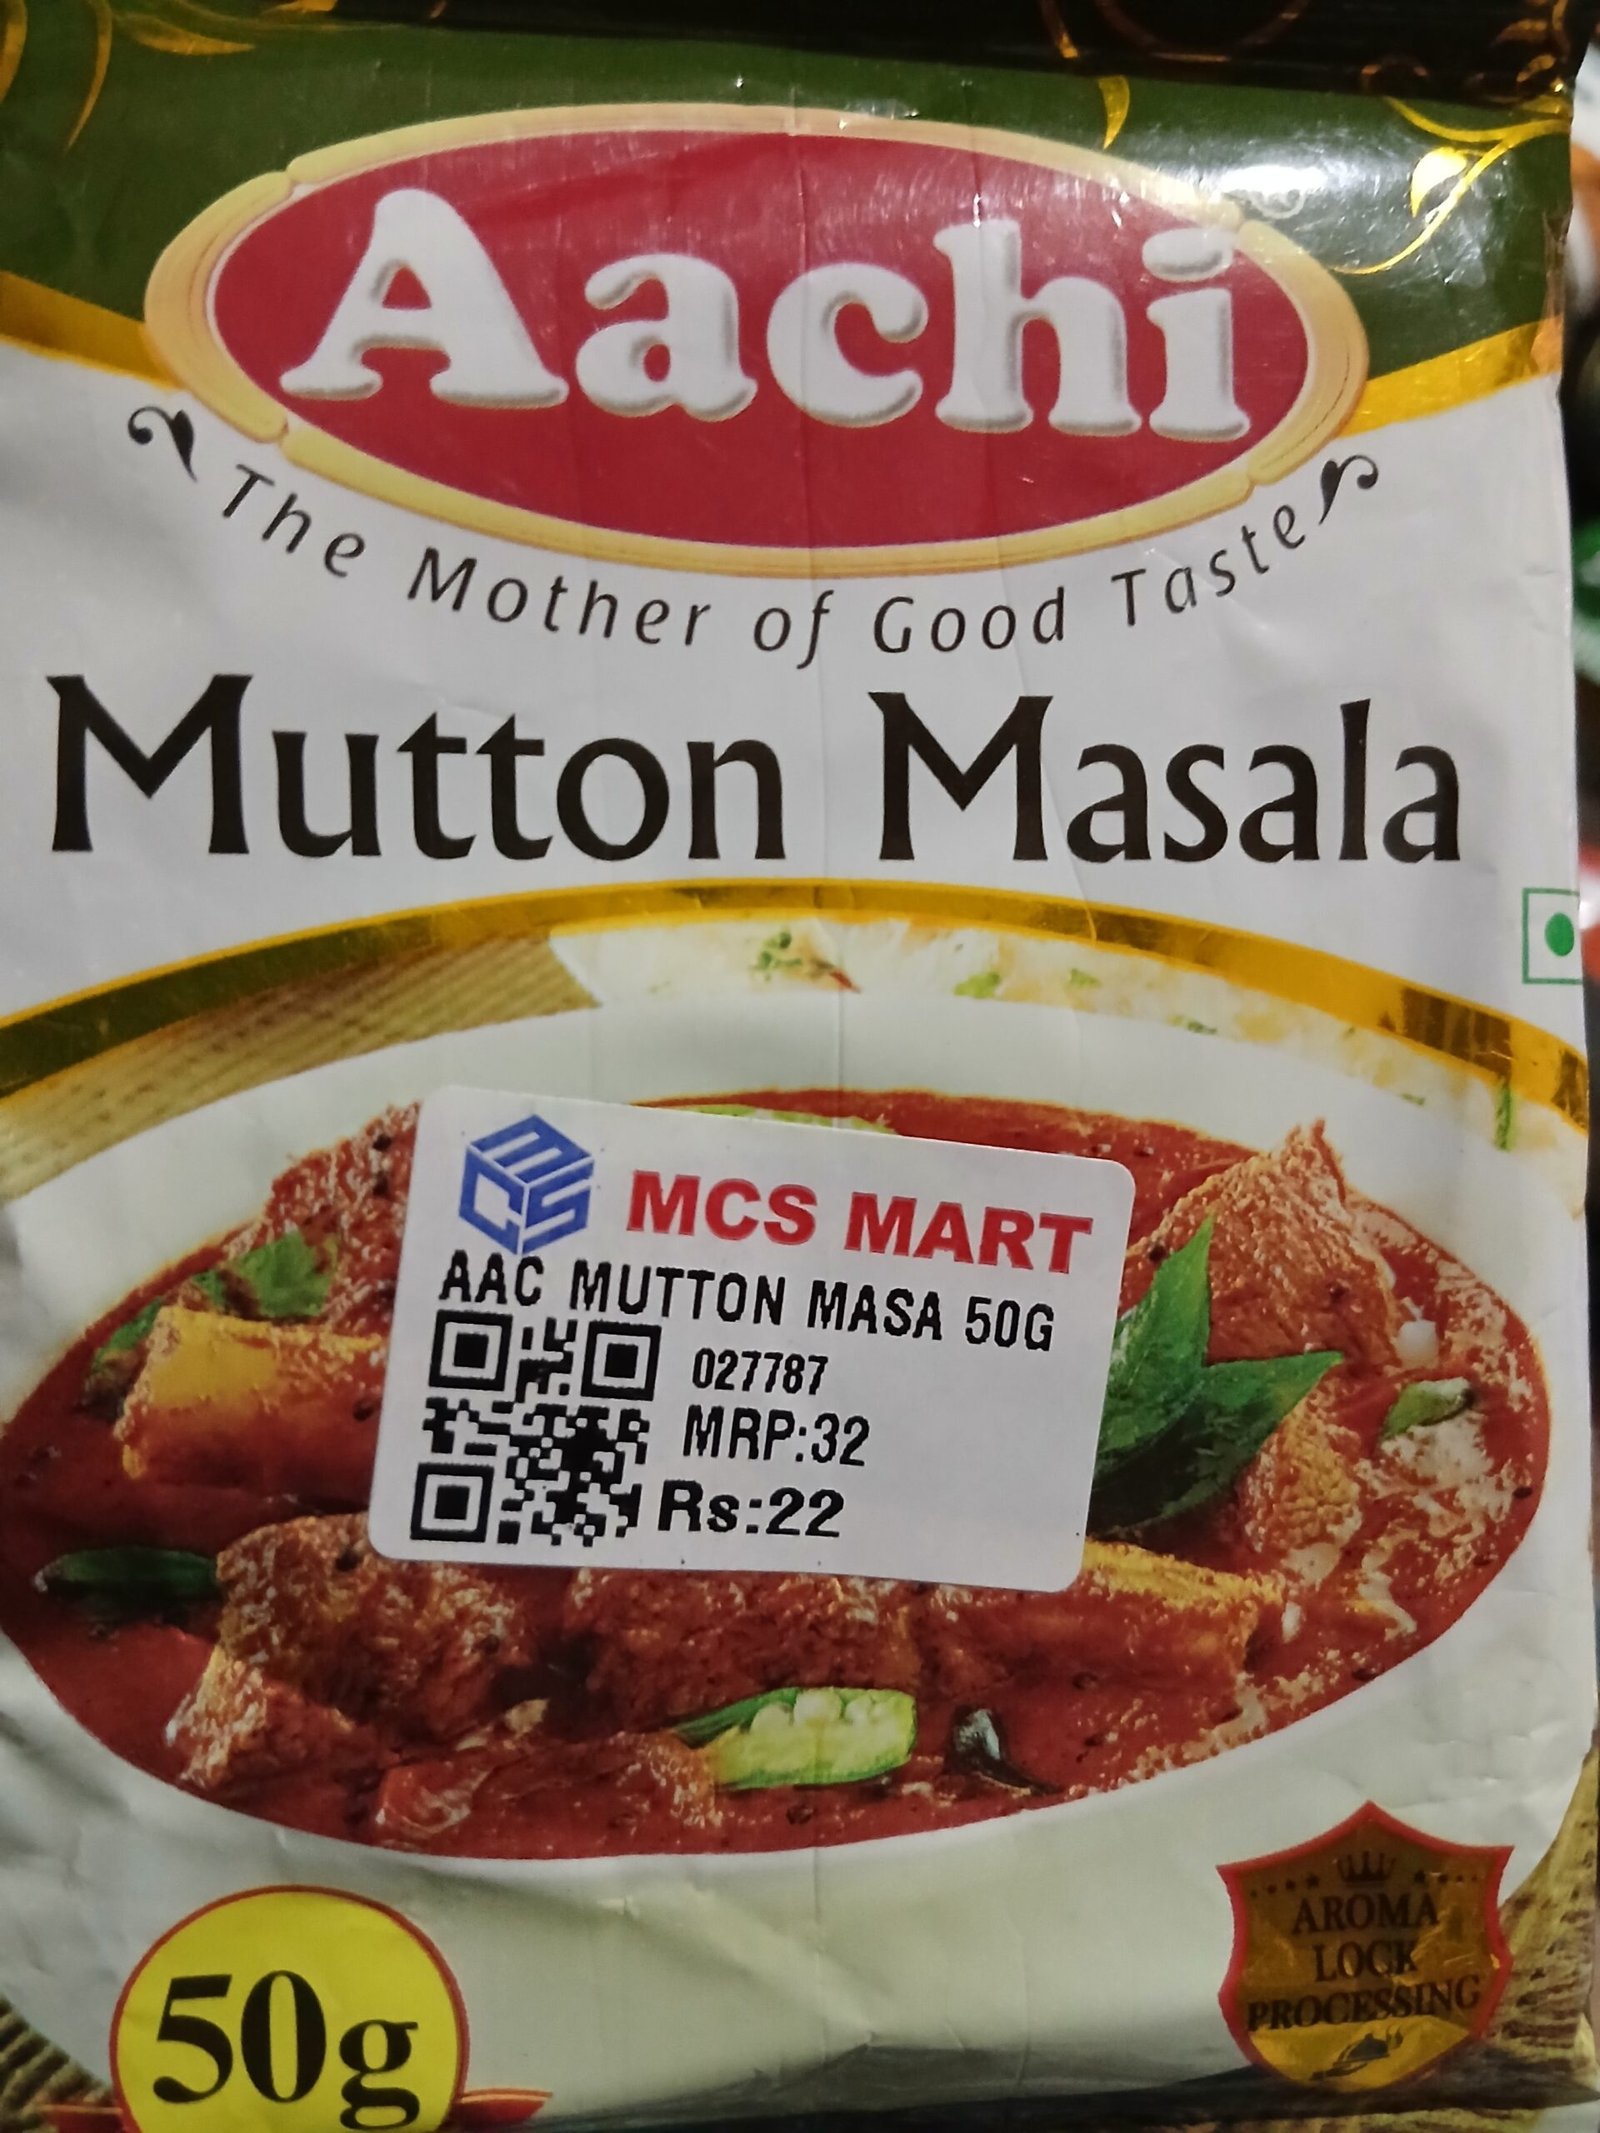 Aachi
The Mother of Good Taste
Mutton Masala
MCS
MCS MART
AAC MUTTON MASA 50G
027787
MRP:32
Rs:22
50g
AROMA
LOCK
PROCESSING